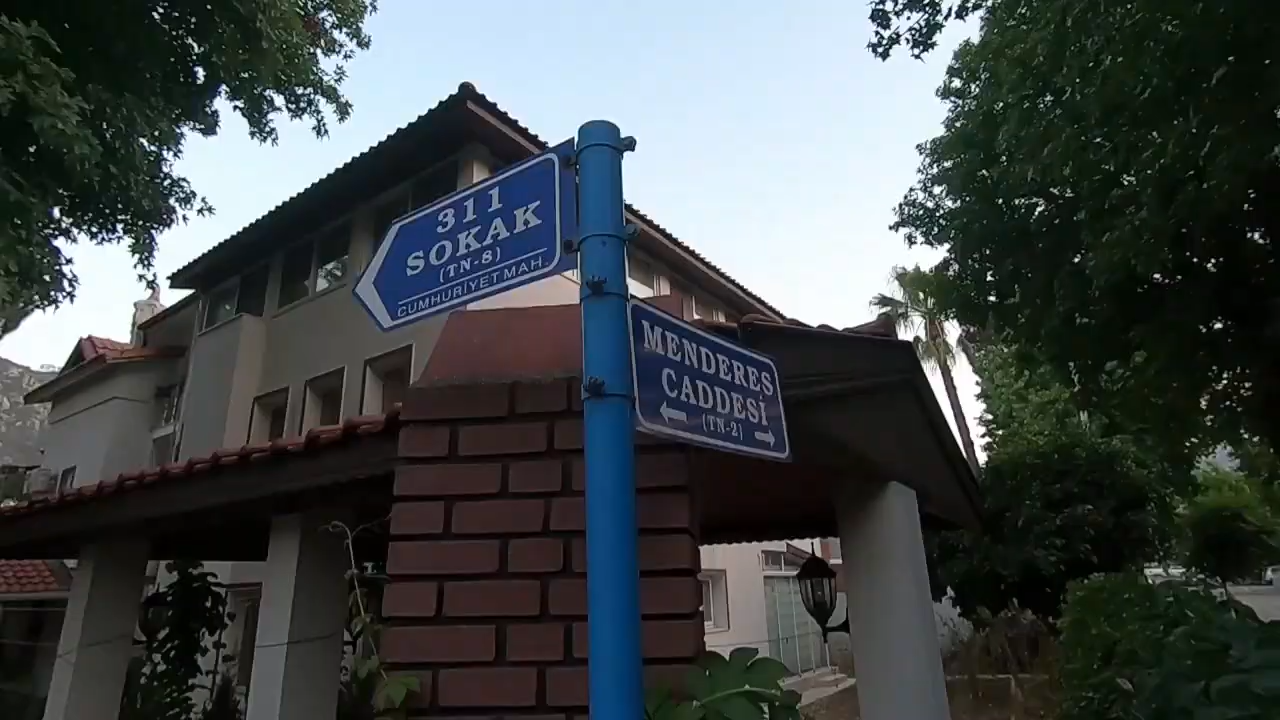 311
SOKAK
(TN-8)
CUMHURİYET MAH.
MENDERES
CADDESİ
(TN-2)